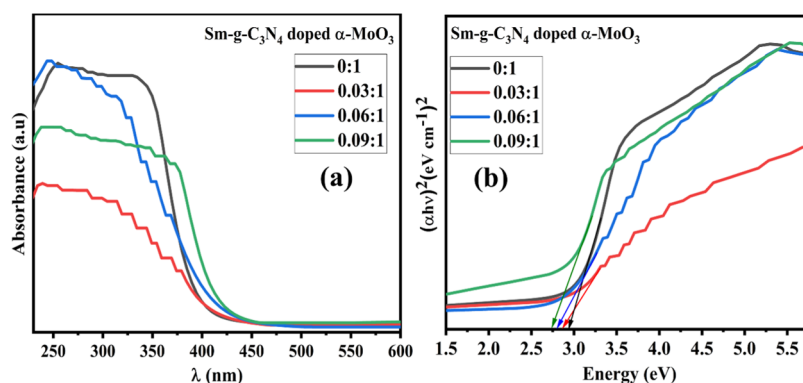 Sm-g-C₃N₄ doped α-MoO₃
0:1
0.03:1
0.06:1
0.09:1
(a)
Absorbance (a.u)
250 300 350 400 450 500 550 600
λ (nm)
Sm-g-C₃N₄ doped α-MoO₃
0:1
0.03:1
0.06:1
0.09:1
(b)
(αhν)²(eV cm⁻¹)²
1.5 2.0 2.5 3.0 3.5 4.0 4.5 5.0 5.5
Energy (eV)